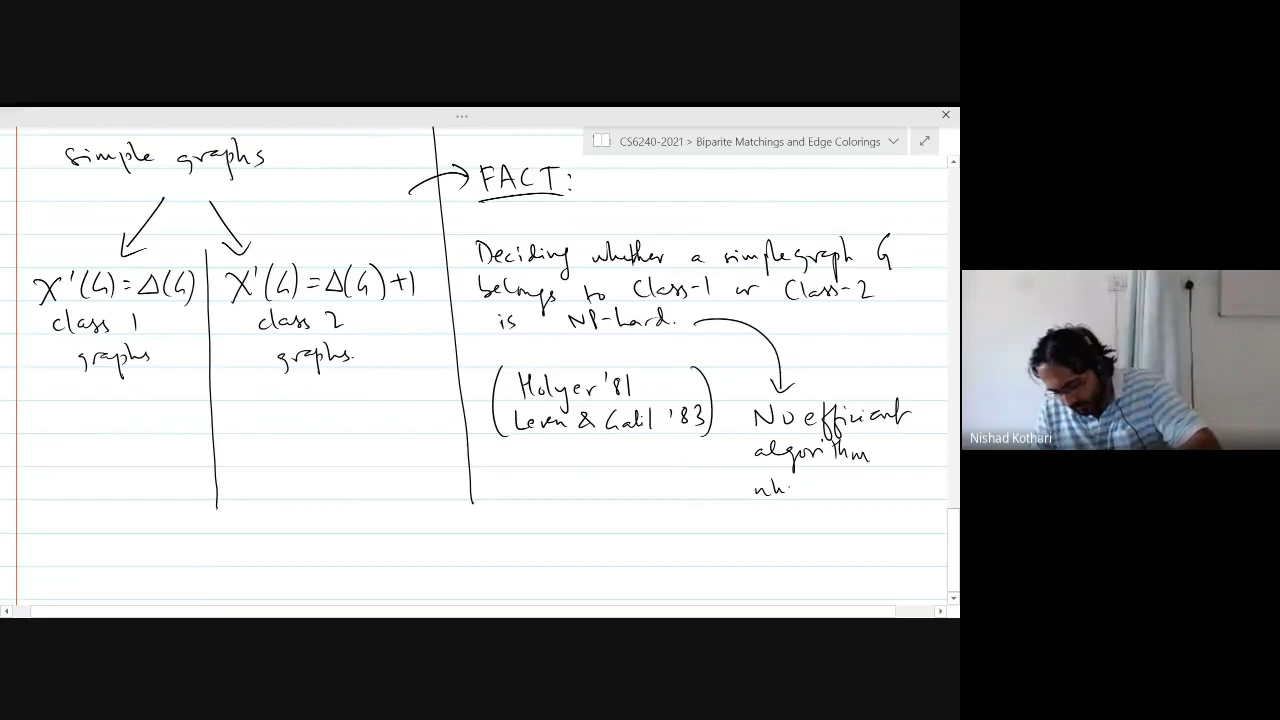 CS6240-2021 > Biparite Matchings and Edge Colorings
simple graphs
χ'(G)=Δ(G)
class 1
graphs
χ'(G)=Δ(G)+1
class 2
graphs.
FACT:
Deciding whether a simple graph G
belongs to Class-1 or Class-2
is NP-hard.
(Holyer '81
Leven & Galil '83)
No efficient
algorithm
Nishad Kothari